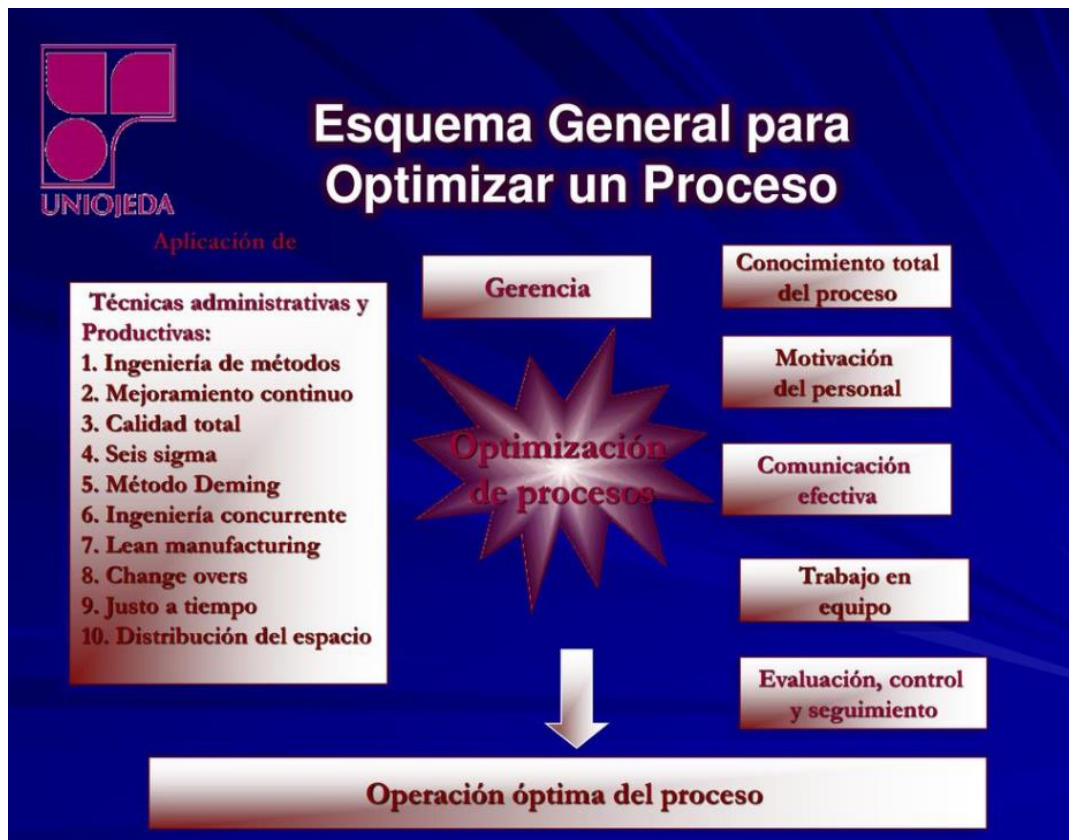 UNIOJEDA
Esquema General para
Optimizar un Proceso
Aplicación de
Técnicas administrativas y
Productivas:
1. Ingeniería de métodos
2. Mejoramiento continuo
3. Calidad total
4. Seis sigma
5. Método Deming
6. Ingeniería concurrente
7. Lean manufacturing
8. Change overs
9. Justo a tiempo
10. Distribución del espacio
Gerencia
Optimización
de procesos
Conocimiento total
del proceso
Motivación
del personal
Comunicación
efectiva
Trabajo en
equipo
Evaluación, control
y seguimiento
Operación óptima del proceso